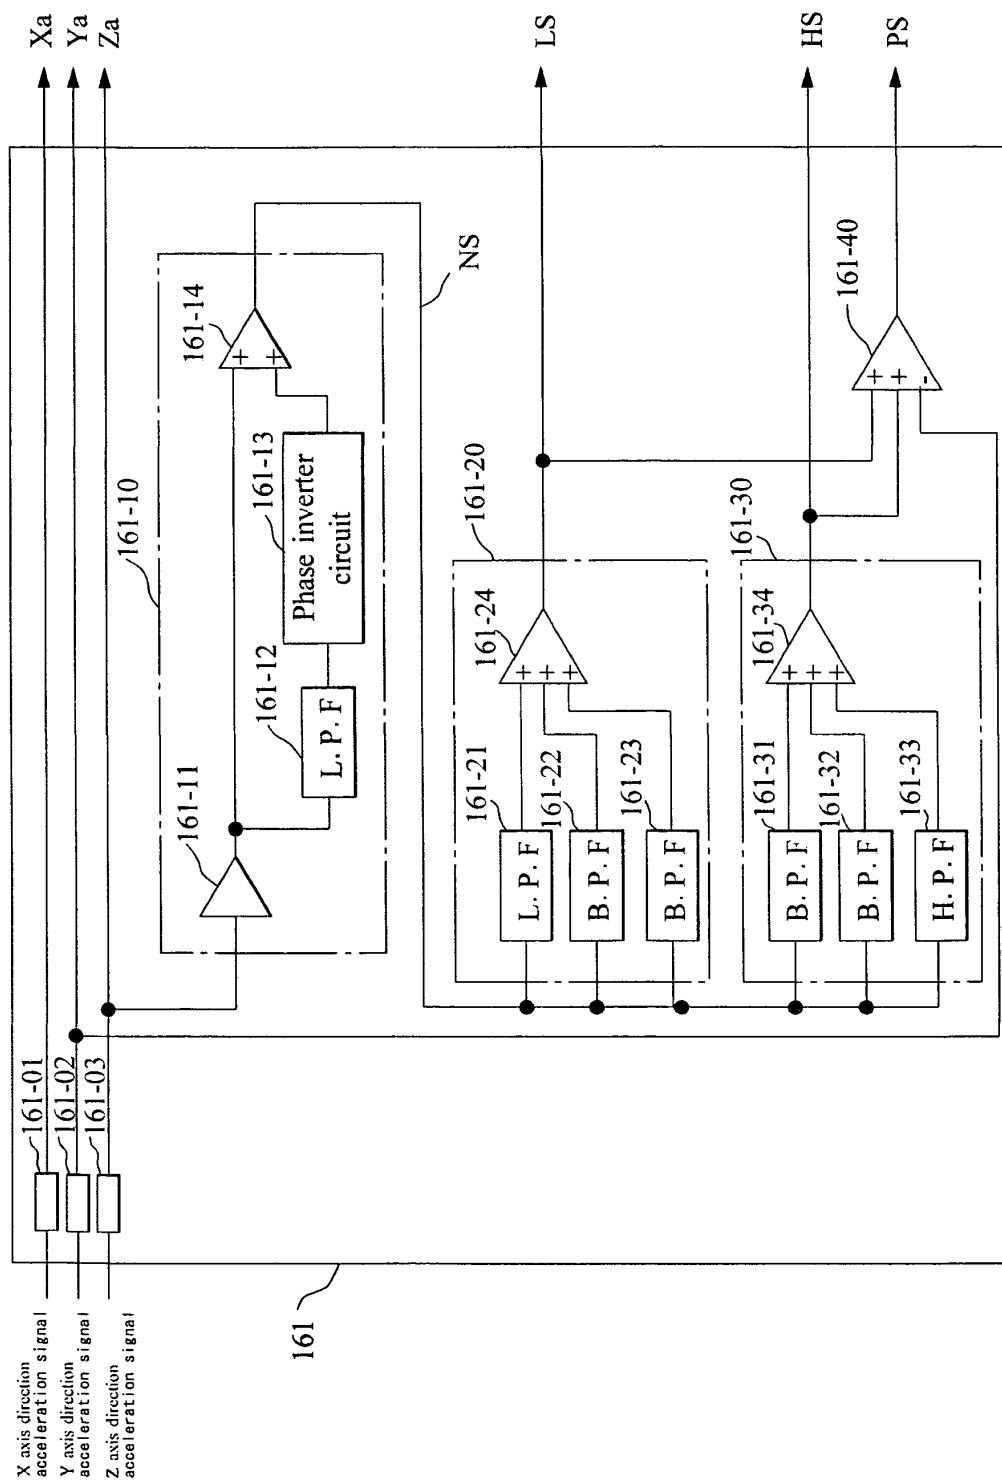 X axis direction
acceleration signal
Y axis direction
acceleration signal
Z axis direction
acceleration signal
161-01
161-02
161-03
Xa
Ya
Za
161
161-10
161-11
161-12
L. P. F
161-13
Phase inverter
circuit
161-14
+
+
NS
161-20
161-21
L. P. F
161-22
B. P. F
161-23
B. P. F
161-24
+
+
+
LS
161-30
161-31
B. P. F
161-32
B. P. F
161-33
H. P. F
161-34
+
+
+
HS
161-40
+
+
-
PS